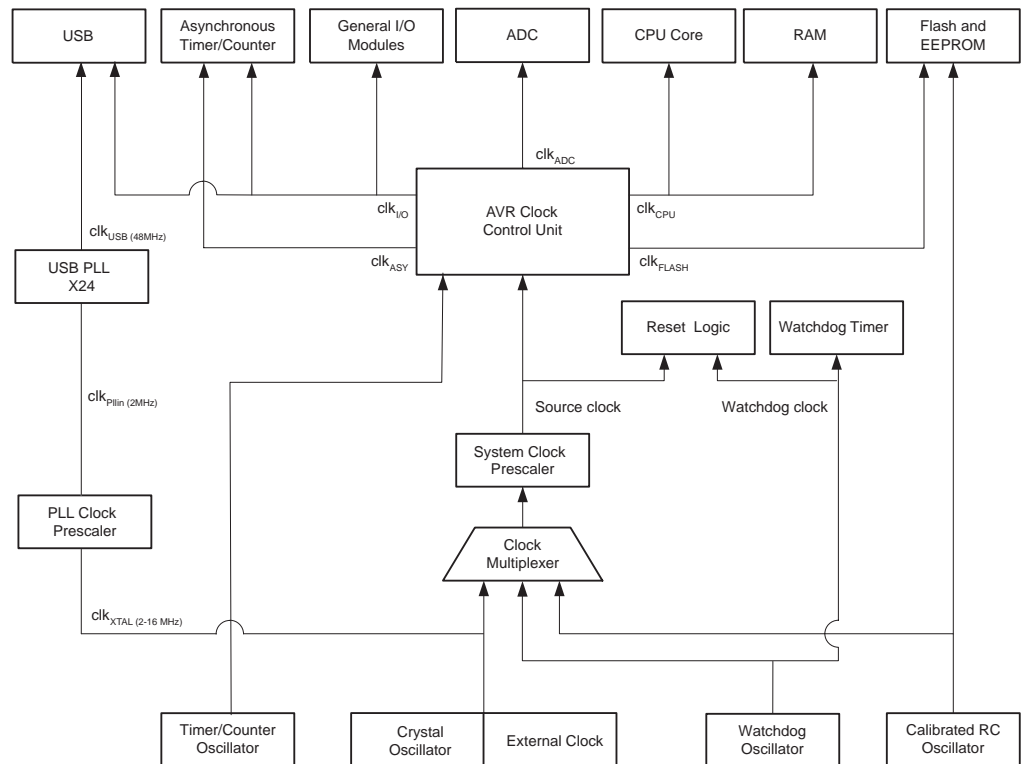 USB
Asynchronous
Timer/Counter
General I/O
Modules
ADC
CPU Core
RAM
Flash and
EEPROM
clkADC
clkI/O
AVR Clock
Control Unit
clkCPU
clkUSB (48MHz)
clkASY
clkFLASH
USB PLL
X24
Reset Logic
Watchdog Timer
clkPllin (2MHz)
Source clock
Watchdog clock
System Clock
Prescaler
PLL Clock
Prescaler
Clock
Multiplexer
clkXTAL (2-16 MHz)
Timer/Counter
Oscillator
Crystal
Oscillator
External Clock
Watchdog
Oscillator
Calibrated RC
Oscillator